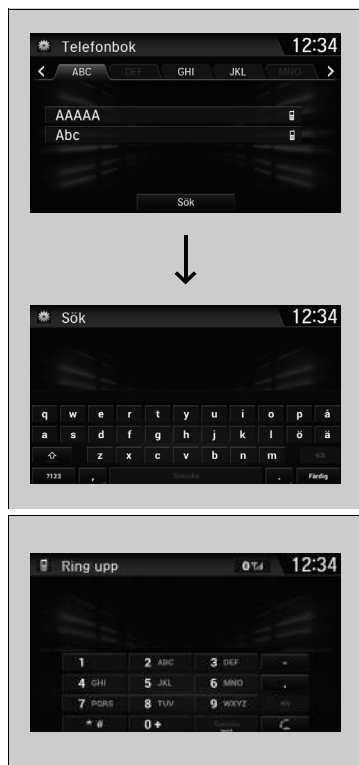 Telefonbok 12:34
ABC DEF GHI JKL MNO
AAAAA
Abc
Sök
Sök 12:34
q w e r t y u i o p å
a s d f g h j k l ö ä
z x c v b n m
?123 , Svenska . Färdig
Ring upp 12:34
1 2 ABC 3 DEF -
4 GHI 5 JKL 6 MNO .
7 PQRS 8 TUV 9 WXYZ
* # 0 + Svenska